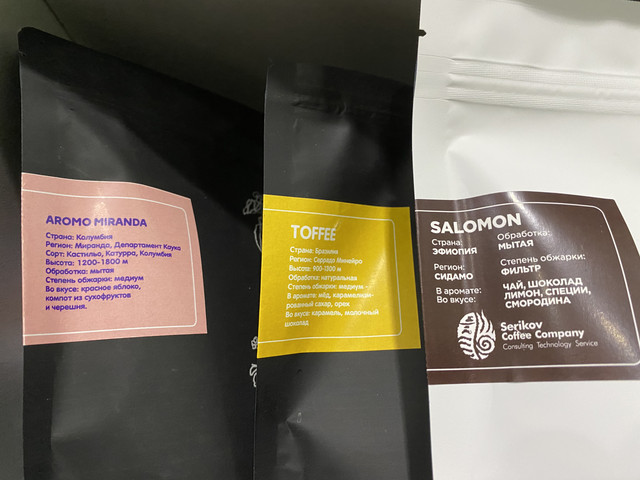 AROMO MIRANDA
Страна: Колумбия
Регион: Миранда, Департамент Каука
Сорт: Кастильо, Катурра, Колумбия
Высота: 1200-1800 м
Обработка: мытая
Степень обжарки: медиум
Во вкусе: красное яблоко,
компот из сухофруктов
и черешня.
TOFFEE
Страна: Бразилия
Регион: Серрадо Минейро
Высота: 900-1300 м
Обработка: натуральная
Степень обжарки: медиум -
В аромате: мёд, карамелизи-
рованный сахар, орех
Во вкусе: карамель, молочный
шоколад
SALOMON
Страна:
ЭФИОПИЯ
Регион:
СИДАМО
В аромате:
Во вкусе:
Обработка:
МЫТАЯ
Степень обжарки:
ФИЛЬТР
ЧАЙ, ШОКОЛАД
ЛИМОН, СПЕЦИИ,
СМОРОДИНА
Serikov
Coffee Company
Consulting Technology Service